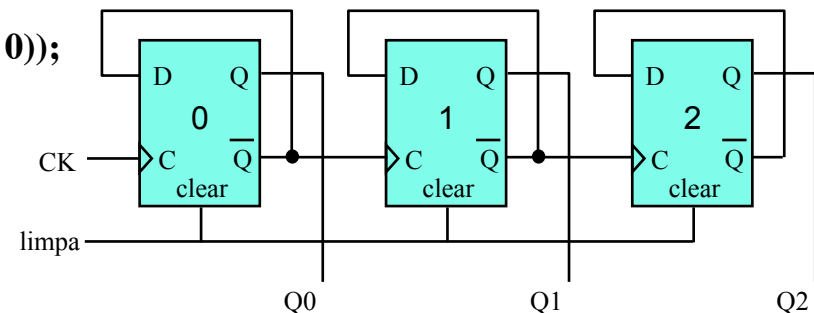 0));
D Q D Q D Q
0 1 2
CK C Q̅ C Q̅ C Q̅
clear clear clear
limpa
Q0 Q1 Q2